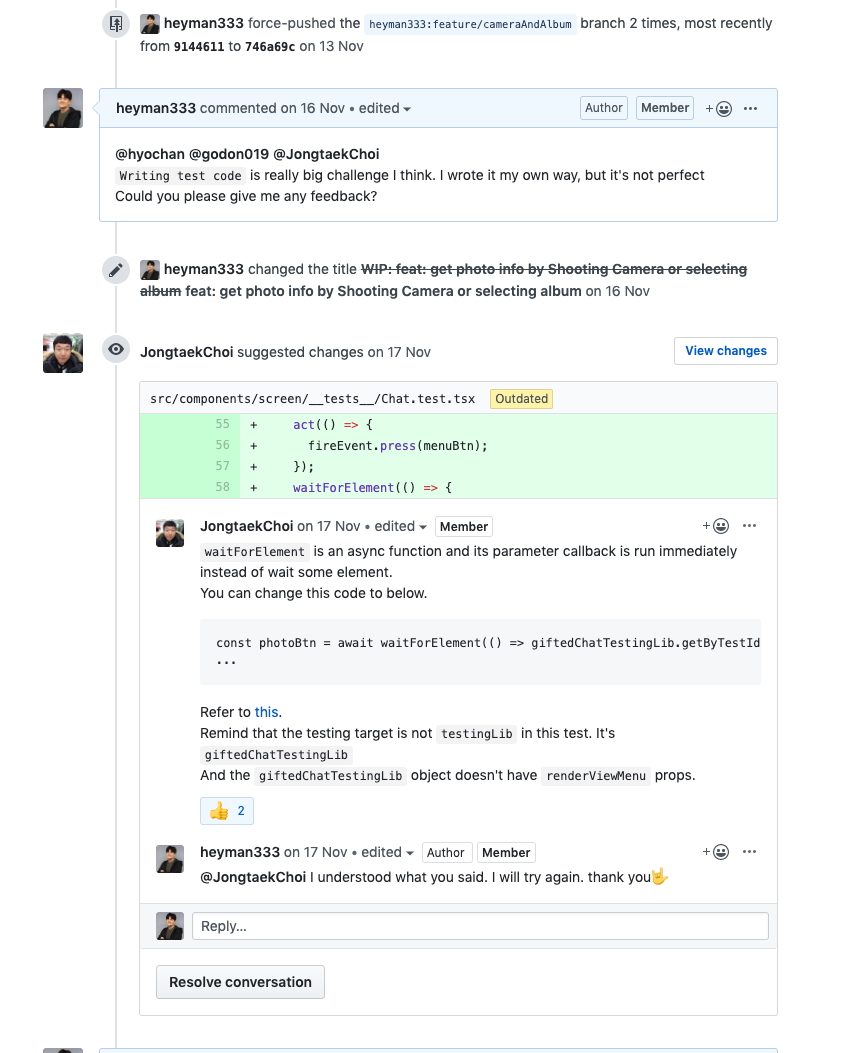 heyman333 force-pushed the heyman333:feature/cameraAndAlbum branch 2 times, most recently
from 9144611 to 746a69c on 13 Nov
heyman333 commented on 16 Nov • edited
Author
Member
@hyochan @godon019 @JongtaekChoi
Writing test code is really big challenge I think. I wrote it my own way, but it's not perfect
Could you please give me any feedback?
heyman333 changed the title WIP: feat: get photo info by Shooting Camera or selecting
album feat: get photo info by Shooting Camera or selecting album on 16 Nov
JongtaekChoi suggested changes on 17 Nov
View changes
src/components/screen/__tests__/Chat.test.tsx Outdated
55 + act(() => {
56 + fireEvent.press(menuBtn);
57 + });
58 + waitForElement(() => {
JongtaekChoi on 17 Nov • edited Member
waitForElement is an async function and its parameter callback is run immediately
instead of wait some element.
You can change this code to below.
const photoBtn = await waitForElement(() => giftedChatTestingLib.getByTestId
...
Refer to this.
Remind that the testing target is not testingLib in this test. It's
giftedChatTestingLib
And the giftedChatTestingLib object doesn't have renderViewMenu props.
👍 2
heyman333 on 17 Nov • edited Author Member
@JongtaekChoi I understood what you said. I will try again. thank you🤟
Reply...
Resolve conversation